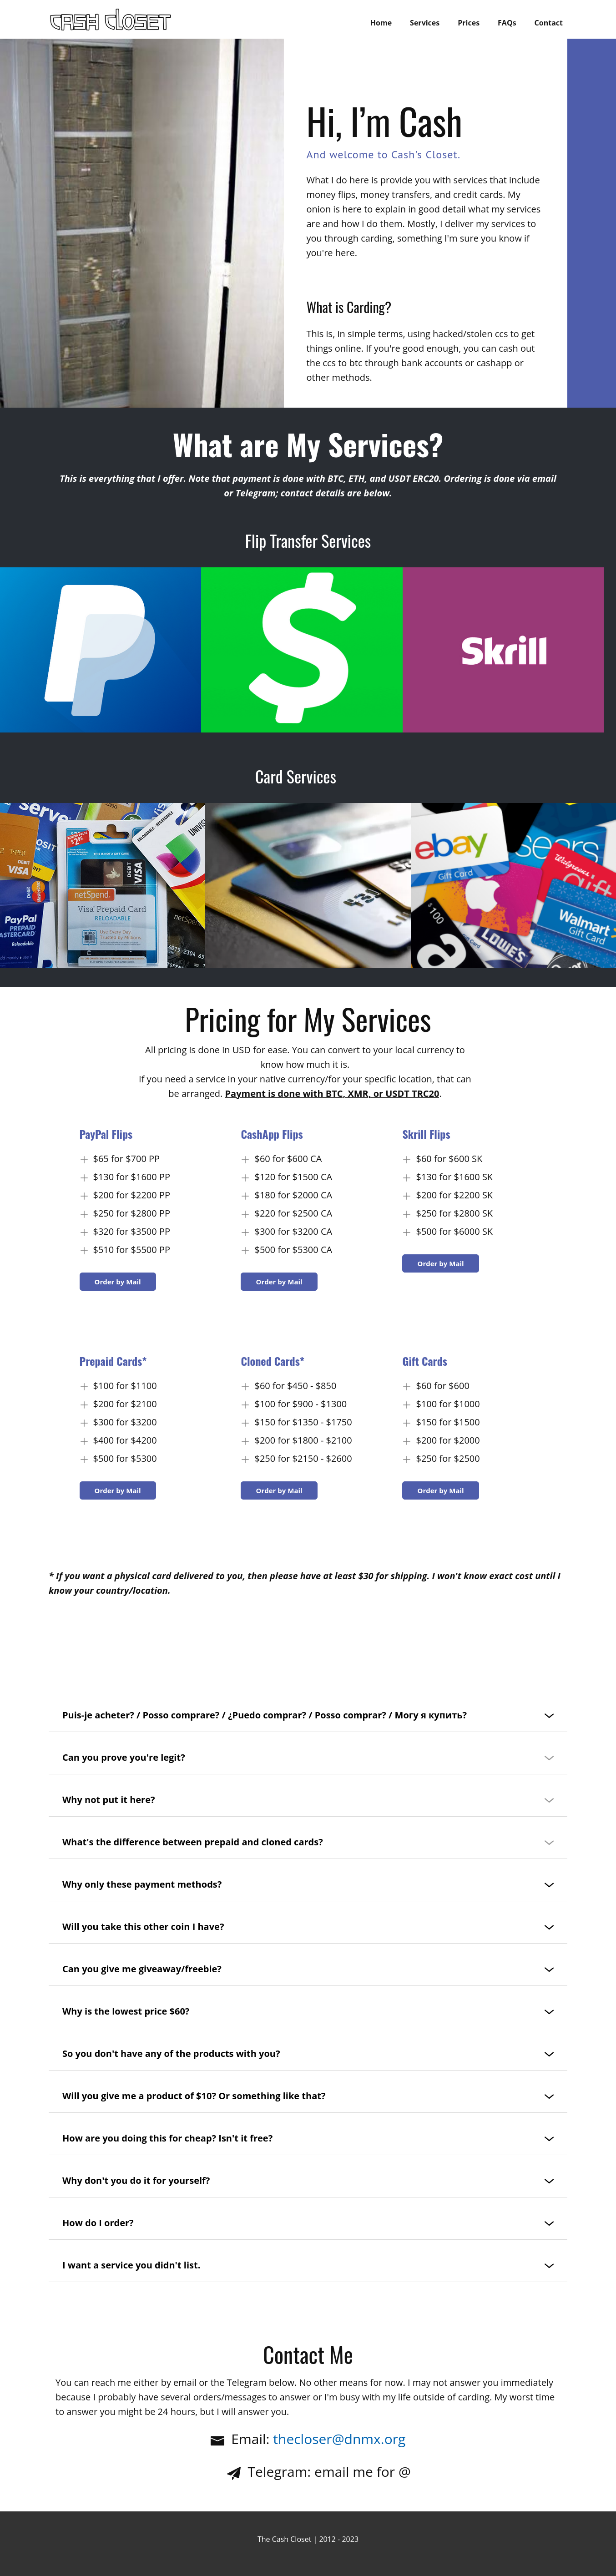 CASH CLOSET
Home Services Prices FAQs Contact
Hi, I'm Cash
And welcome to Cash's Closet.
What I do here is provide you with services that include
money flips, money transfers, and credit cards. My
onion is here to explain in good detail what my services
are and how I do them. Mostly, I deliver my services to
you through carding, something I'm sure you know if
you're here.
What is Carding?
This is, in simple terms, using hacked/stolen ccs to get
things online. If you're good enough, you can cash out
the ccs to btc through bank accounts or cashapp or
other methods.
What are My Services?
This is everything that I offer. Note that payment is done with BTC, ETH, and USDT ERC20. Ordering is done via email
or Telegram; contact details are below.
Flip Transfer Services
Skrill
Card Services
serve
VISA
PayPal
PREPAID
MASTERCARD
Reloadable
netSpend
Visa Prepaid Card
RELOADABLE
DEBIT
VISA
ebay
Gift Card
sears
Walgreens
Gift
$100
LOWE'S
Walmart
Gift Card
Pricing for My Services
All pricing is done in USD for ease. You can convert to your local currency to
know how much it is.
If you need a service in your native currency/for your specific location, that can
be arranged. Payment is done with BTC, XMR, or USDT TRC20.
PayPal Flips
$65 for $700 PP
$130 for $1600 PP
$200 for $2200 PP
$250 for $2800 PP
$320 for $3500 PP
$510 for $5500 PP
Order by Mail
CashApp Flips
$60 for $600 CA
$120 for $1500 CA
$180 for $2000 CA
$220 for $2500 CA
$300 for $3200 CA
$500 for $5300 CA
Order by Mail
Skrill Flips
$60 for $600 SK
$130 for $1600 SK
$200 for $2200 SK
$250 for $2800 SK
$500 for $6000 SK
Order by Mail
Prepaid Cards*
$100 for $1100
$200 for $2100
$300 for $3200
$400 for $4200
$500 for $5300
Order by Mail
Cloned Cards*
$60 for $450 - $850
$100 for $900 - $1300
$150 for $1350 - $1750
$200 for $1800 - $2100
$250 for $2150 - $2600
Order by Mail
Gift Cards
$60 for $600
$100 for $1000
$150 for $1500
$200 for $2000
$250 for $2500
Order by Mail
* If you want a physical card delivered to you, then please have at least $30 for shipping. I won't know exact cost until I
know your country/location.
Puis-je acheter? / Posso comprare? / ¿Puedo comprar? / Posso comprar? / Могу я купить?
Can you prove you're legit?
Why not put it here?
What's the difference between prepaid and cloned cards?
Why only these payment methods?
Will you take this other coin I have?
Can you give me giveaway/freebie?
Why is the lowest price $60?
So you don't have any of the products with you?
Will you give me a product of $10? Or something like that?
How are you doing this for cheap? Isn't it free?
Why don't you do it for yourself?
How do I order?
I want a service you didn't list.
Contact Me
You can reach me either by email or the Telegram below. No other means for now. I may not answer you immediately
because I probably have several orders/messages to answer or I'm busy with my life outside of carding. My worst time
to answer you might be 24 hours, but I will answer you.
Email: thecloser@dnmx.org
Telegram: email me for @
The Cash Closet | 2012 - 2023